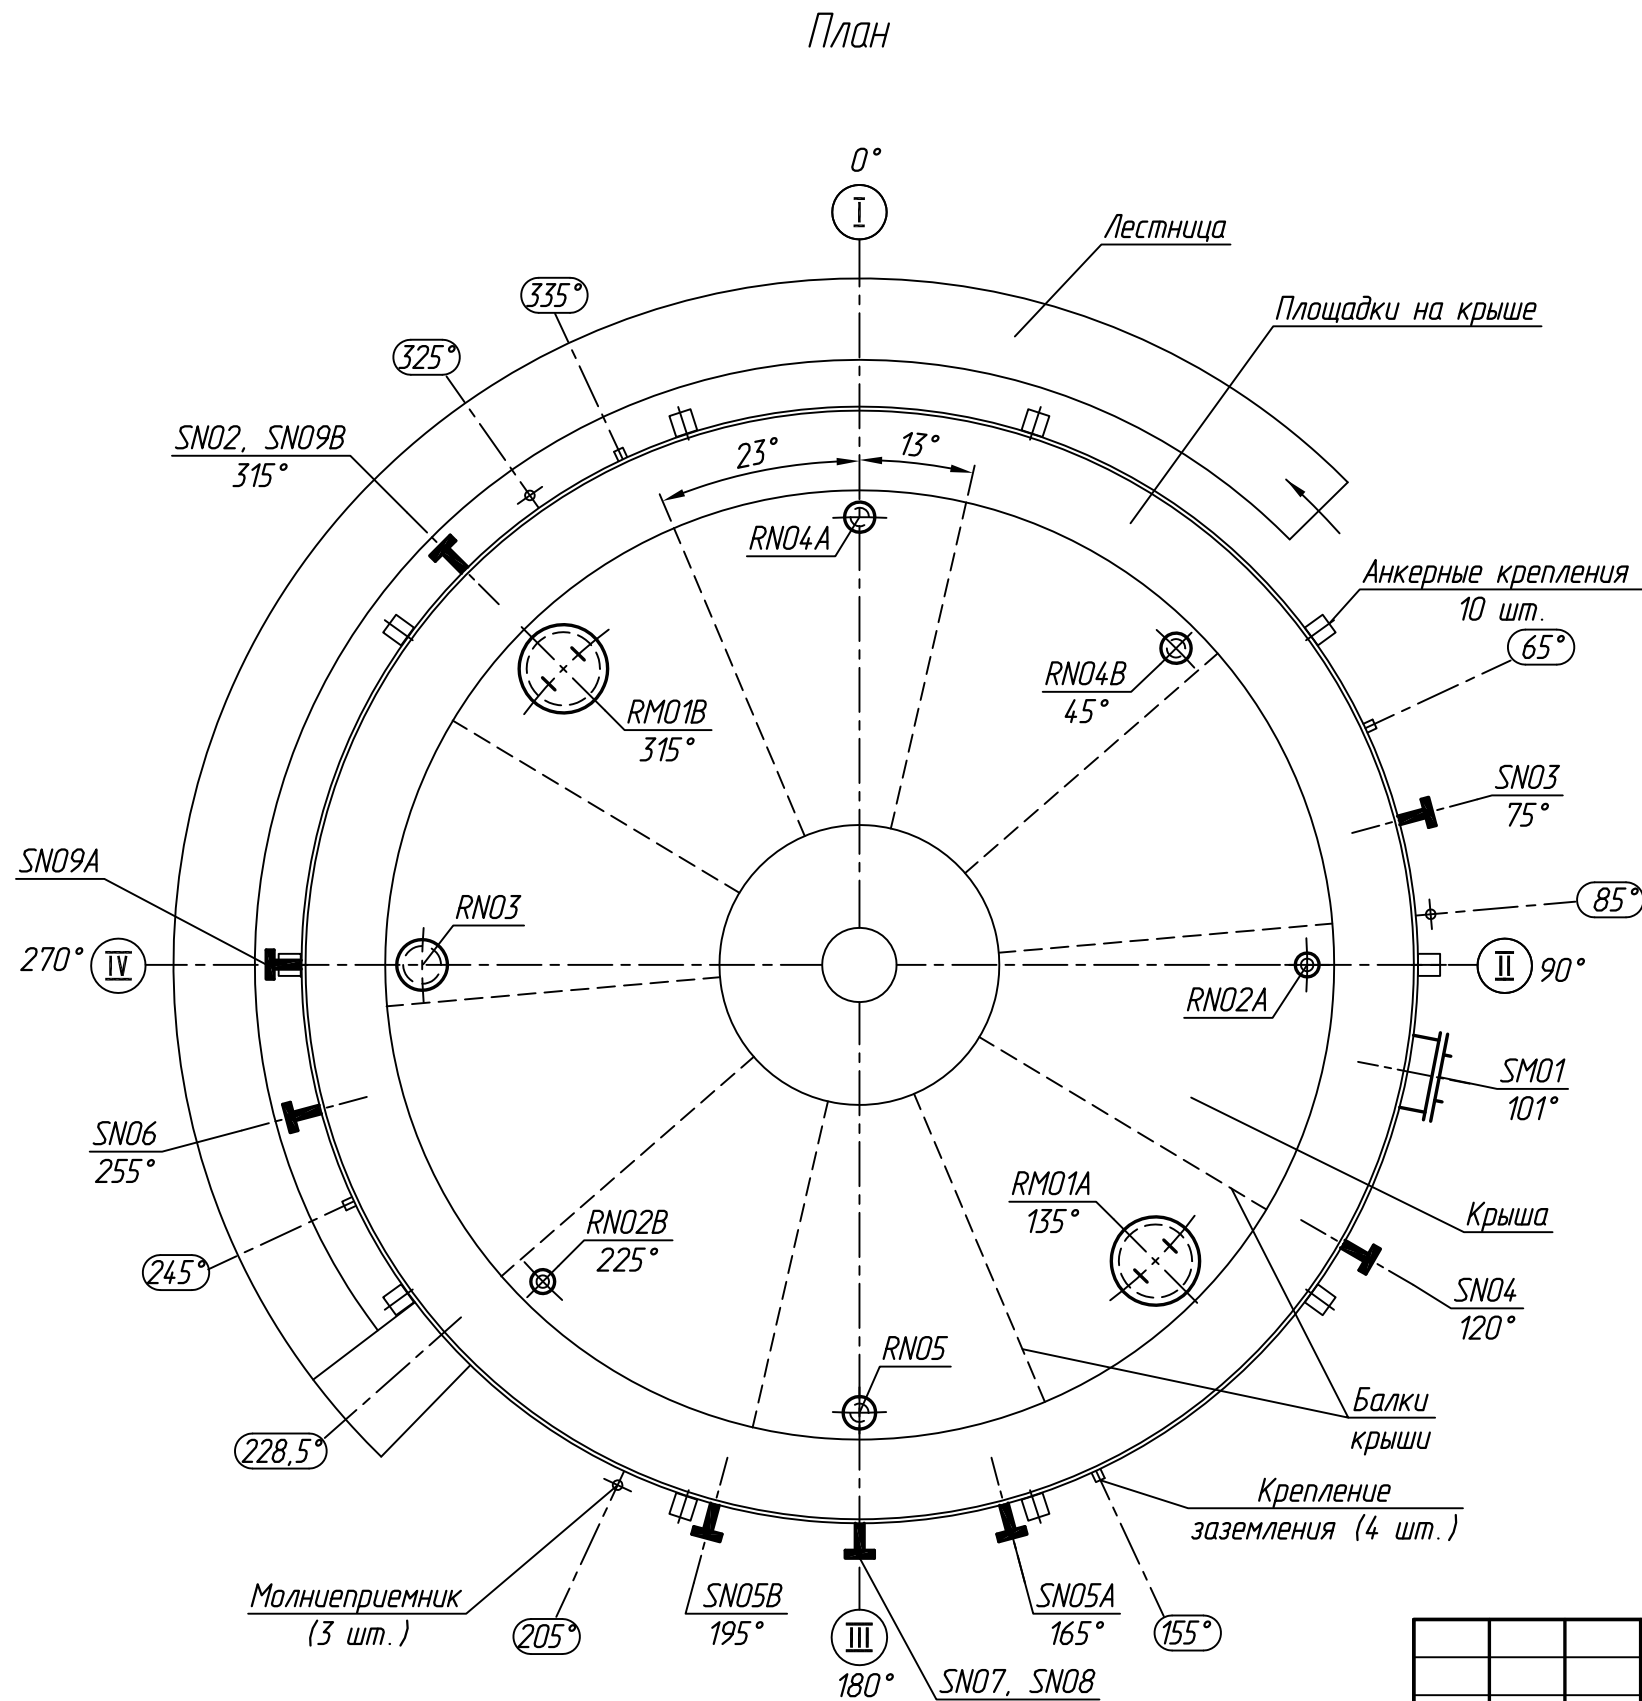 План
0°
I
Лестница
335°
Площадки на крыше
325°
SN02, SN09B
315°
23°
13°
RN04A
Анкерные крепления
10 шт.
65°
RN04B
45°
RM01B
315°
SN03
75°
SN09A
RN03
85°
270°
IV
II
90°
RN02A
SM01
101°
SN06
255°
RM01A
135°
RN02B
225°
Крыша
245°
SN04
120°
RN05
Балки
крыши
228,5°
Крепление
заземления (4 шт.)
Молниеприемник
(3 шт.)
205°
SN05B
195°
III
180°
SN05A
165°
155°
SN07, SN08